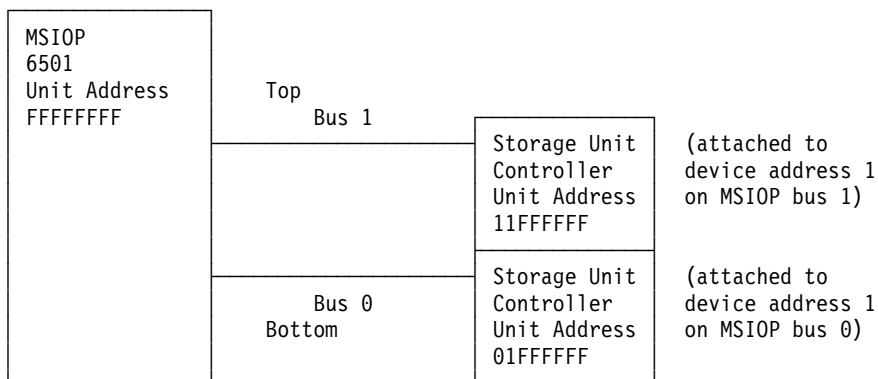 MSIOP
6501
Unit Address
FFFFFFFF
Top
Bus 1
Storage Unit
Controller
Unit Address
11FFFFFF
(attached to
device address 1
on MSIOP bus 1)
Bus 0
Bottom
Storage Unit
Controller
Unit Address
01FFFFFF
(attached to
device address 1
on MSIOP bus 0)